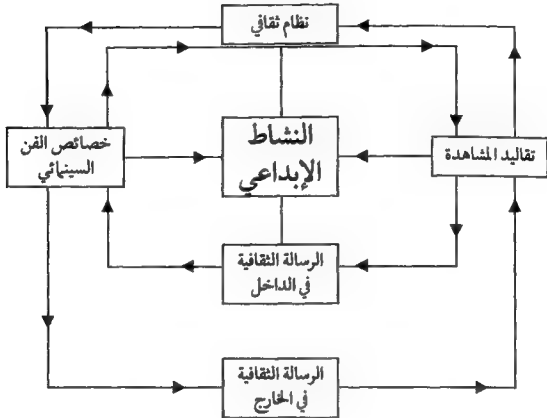 نظام ثقافي
خصائص الفن
السينمائي
النشاط
الإبداعي
تقاليد المشاهدة
الرسالة الثقافية
في الداخل
الرسالة الثقافية
في الخارج